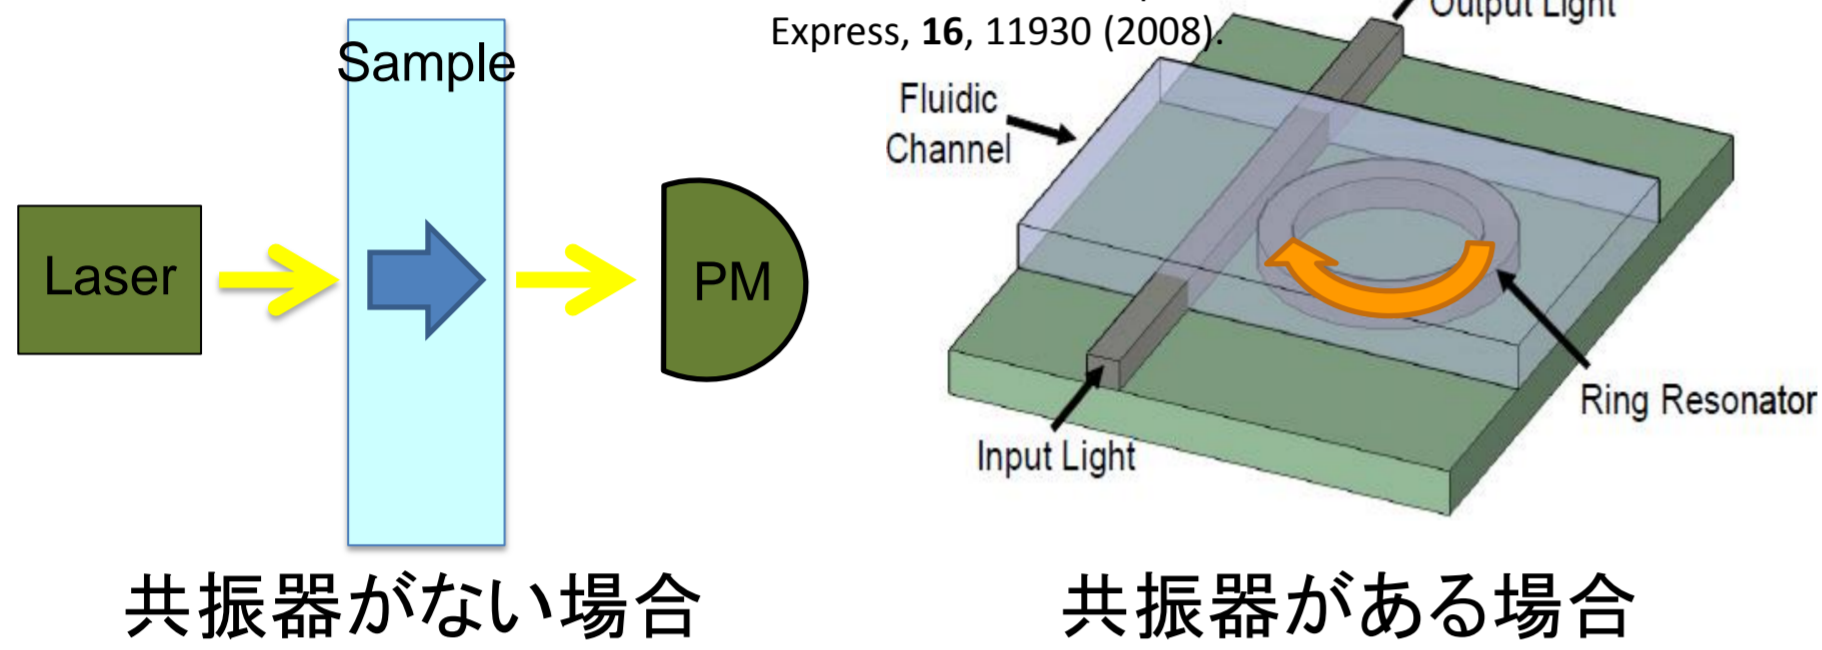 Sample
Laser
PM
共振器がない場合
Express, 16, 11930 (2008).
Output Light
Fluidic
Channel
Ring Resonator
Input Light
共振器がある場合